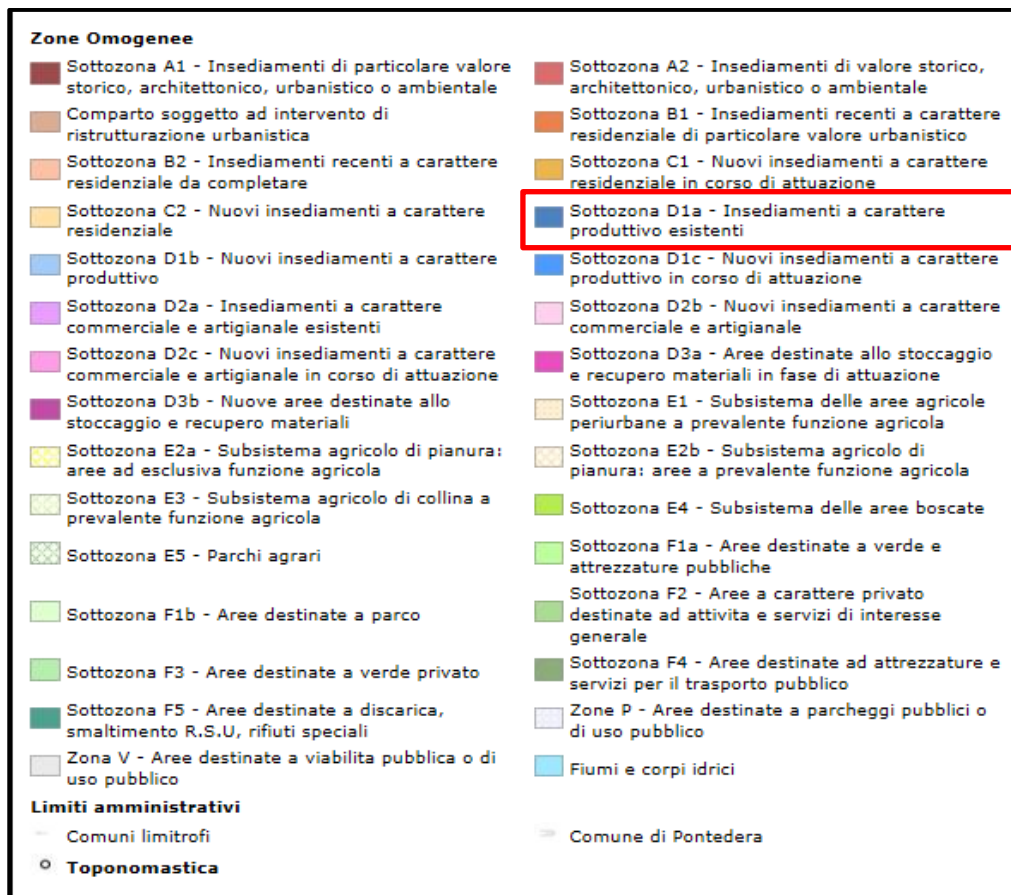 Zone Omogenee
Sottozona A1 - Insediamenti di particolare valore
storico, architettonico, urbanistico o ambientale
Sottozona A2 - Insediamenti di valore storico,
architettonico, urbanistico o ambientale
Comparto soggetto ad intervento di
ristrutturazione urbanistica
Sottozona B1 - Insediamenti recenti a carattere
residenziale di particolare valore urbanistico
Sottozona B2 - Insediamenti recenti a carattere
residenziale da completare
Sottozona C1 - Nuovi insediamenti a carattere
residenziale in corso di attuazione
Sottozona C2 - Nuovi insediamenti a carattere
residenziale
Sottozona D1a - Insediamenti a carattere
produttivo esistenti
Sottozona D1b - Nuovi insediamenti a carattere
produttivo
Sottozona D1c - Nuovi insediamenti a carattere
produttivo in corso di attuazione
Sottozona D2a - Insediamenti a carattere
commerciale e artigianale esistenti
Sottozona D2b - Nuovi insediamenti a carattere
commerciale e artigianale
Sottozona D2c - Nuovi insediamenti a carattere
commerciale e artigianale in corso di attuazione
Sottozona D3a - Aree destinate allo stoccaggio
e recupero materiali in fase di attuazione
Sottozona D3b - Nuove aree destinate allo
stoccaggio e recupero materiali
Sottozona E1 - Subsistema delle aree agricole
periurbane a prevalente funzione agricola
Sottozona E2a - Subsistema agricolo di pianura:
aree ad esclusiva funzione agricola
Sottozona E2b - Subsistema agricolo di
pianura: aree a prevalente funzione agricola
Sottozona E3 - Subsistema agricolo di collina a
prevalente funzione agricola
Sottozona E4 - Subsistema delle aree boscate
Sottozona E5 - Parchi agrari
Sottozona F1a - Aree destinate a verde e
attrezzature pubbliche
Sottozona F1b - Aree destinate a parco
Sottozona F2 - Aree a carattere privato
destinate ad attivita e servizi di interesse
generale
Sottozona F3 - Aree destinate a verde privato
Sottozona F4 - Aree destinate ad attrezzature e
servizi per il trasporto pubblico
Sottozona F5 - Aree destinate a discarica,
smaltimento R.S.U, rifiuti speciali
Zone P - Aree destinate a parcheggi pubblici o
di uso pubblico
Zona V - Aree destinate a viabilita pubblica o di
uso pubblico
Fiumi e corpi idrici
Limiti amministrativi
Comuni limitrofi
Comune di Pontedera
Toponomastica